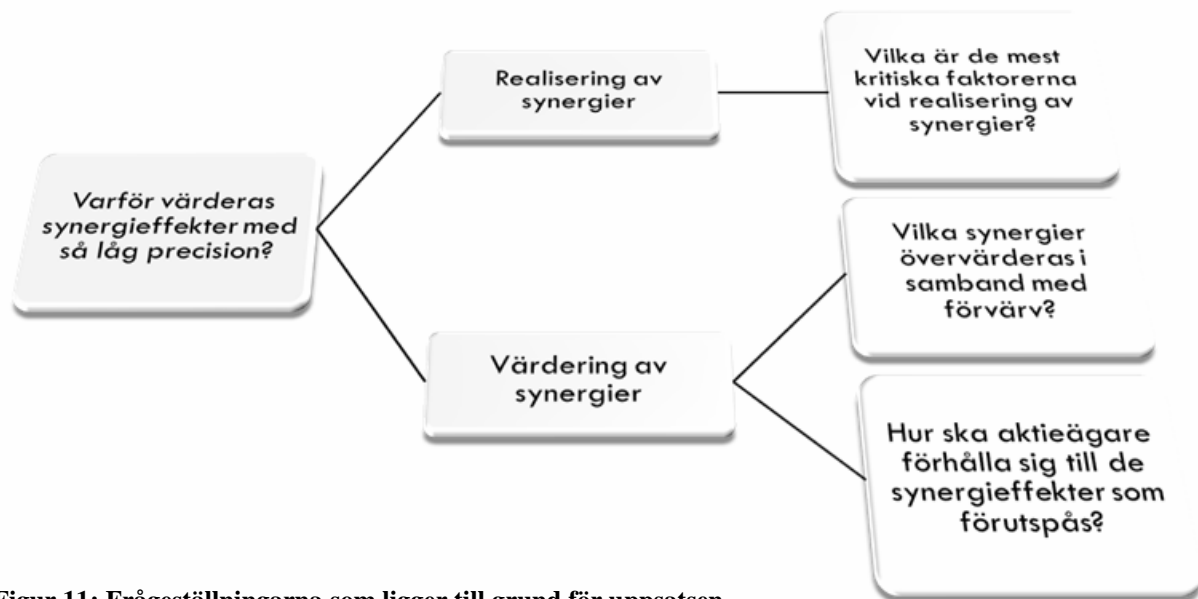 Varför värderas
synergieffekter med
så låg precision?
Realisering av
synergier
Vilka är de mest
kritiska faktorerna
vid realisering av
synergier?
Värdering av
synergier
Vilka synergier
övervärderas i
samband med
förvärv?
Hur ska aktieägare
förhålla sig till de
synergieffekter som
förutspås?
Figur 11: Frågeställningarna som ligger till grund för uppsatsen